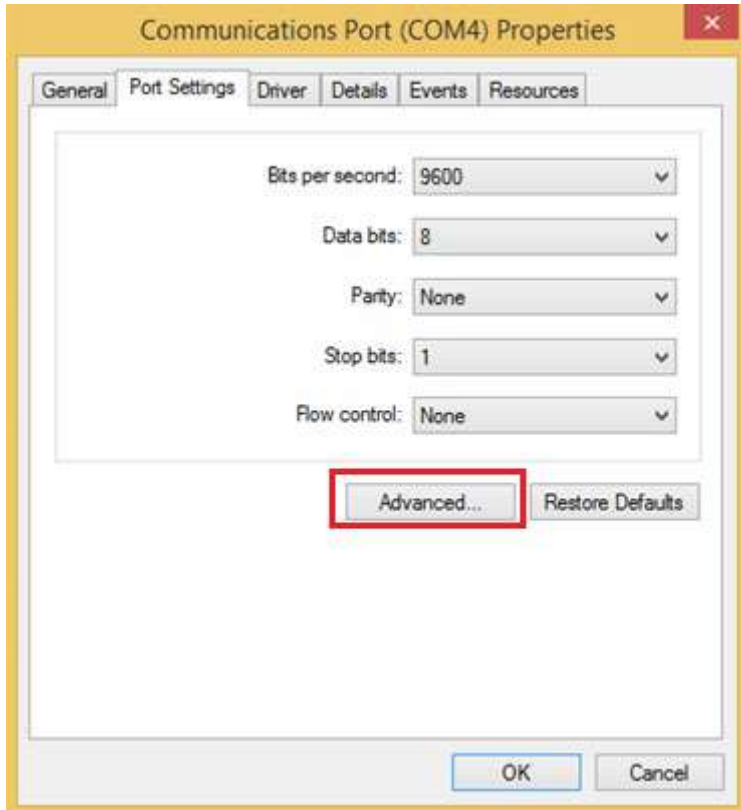 Communications Port (COM4) Properties
General Port Settings Driver Details Events Resources
Bits per second: 9600
Data bits: 8
Parity: None
Stop bits: 1
Flow control: None
Advanced... Restore Defaults
OK Cancel